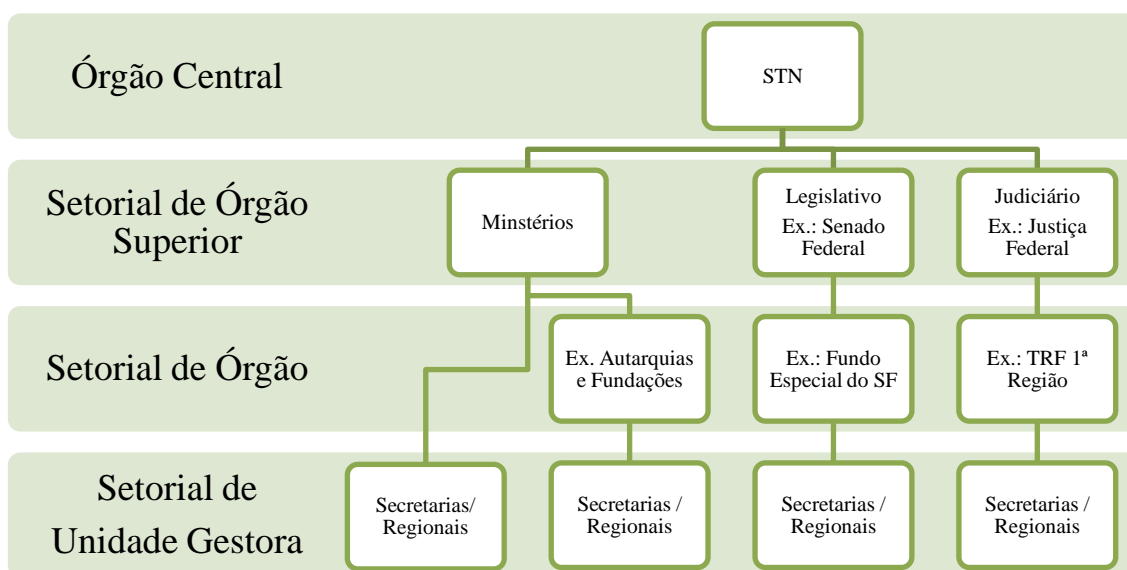 Órgão Central
STN
Setorial de Órgão
Superior
Minstérios
Legislativo
Ex.: Senado
Federal
Judiciário
Ex.: Justiça
Federal
Setorial de Órgão
Ex. Autarquias
e Fundações
Ex.: Fundo
Especial do SF
Ex.: TRF 1ª
Região
Setorial de
Unidade Gestora
Secretarias/
Regionais
Secretarias /
Regionais
Secretarias /
Regionais
Secretarias /
Regionais